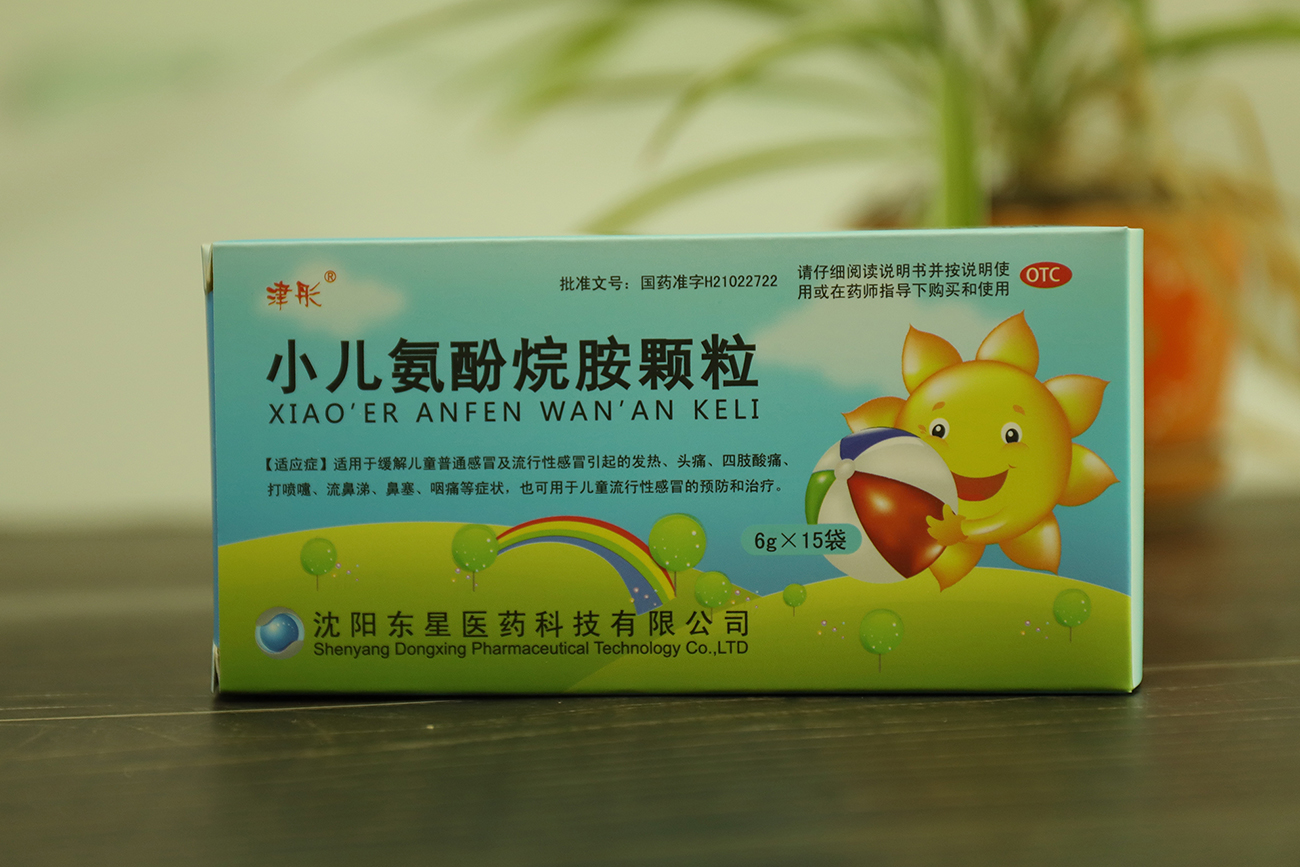 津彤®
批准文号：国药准字H21022722
请仔细阅读说明书并按说明使
用或在药师指导下购买和使用
OTC
小儿氨酚烷胺颗粒
XIAO'ER ANFEN WAN'AN KELI
【适应症】适用于缓解儿童普通感冒及流行性感冒引起的发热、头痛、四肢酸痛、
打喷嚏、流鼻涕、鼻塞、咽痛等症状，也可用于儿童流行性感冒的预防和治疗。
6g×15袋
沈阳东星医药科技有限公司
Shenyang Dongxing Pharmaceutical Technology Co.,LTD